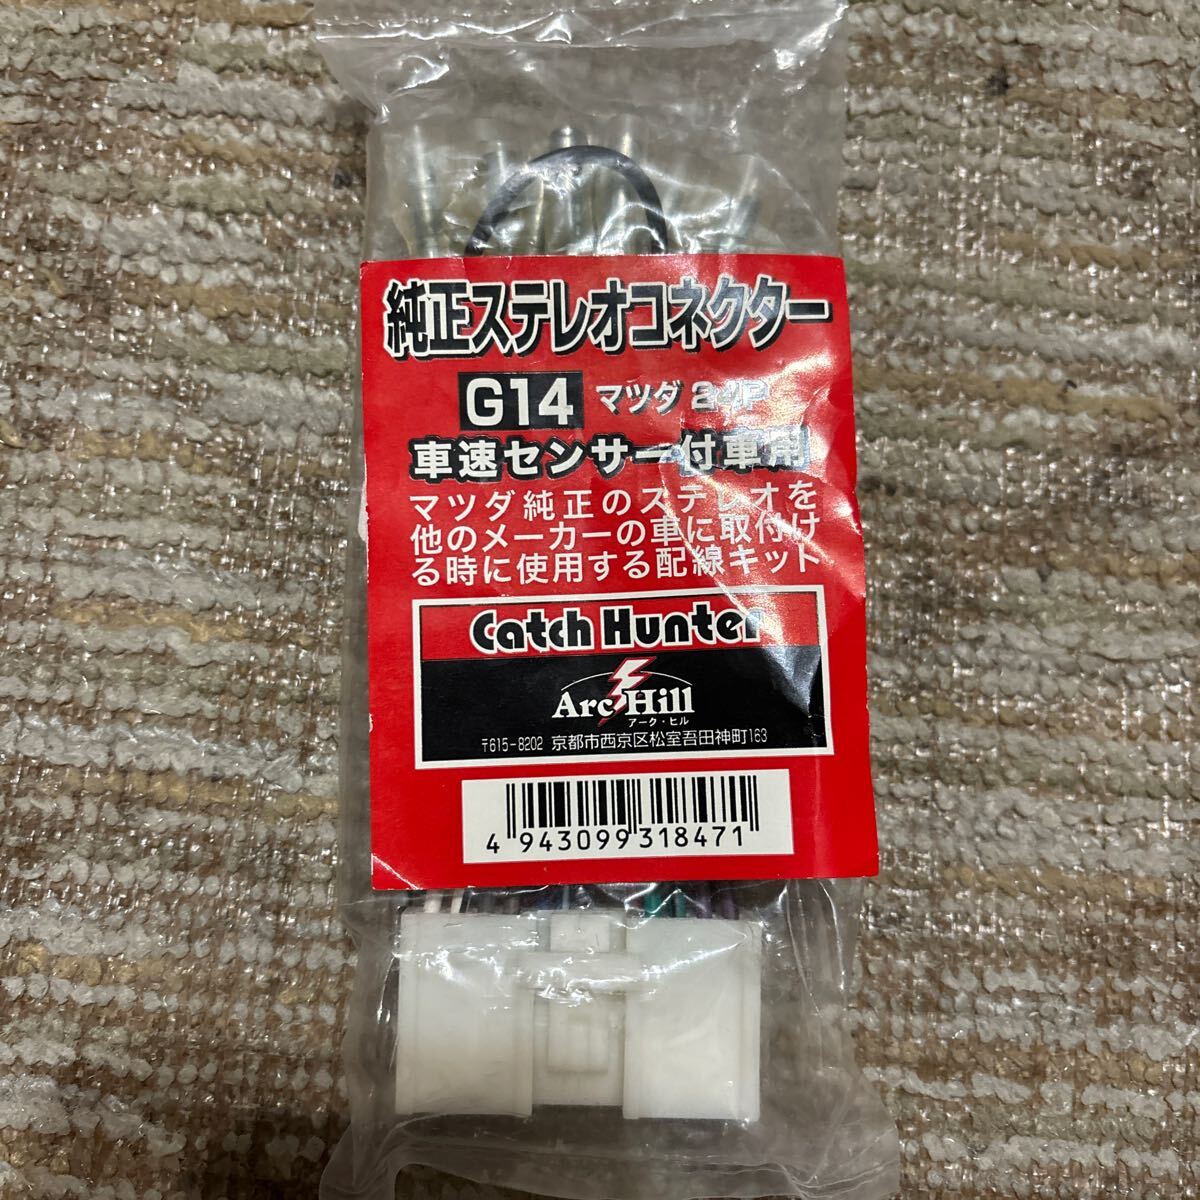 純正ステレオコネクター
G14 マツダ 24P
車速センサー付車用
マツダ純正のステレオを
他のメーカーの車に取付け
る時に使用する配線キット
Catch Hunter
Arc Hill
アーク・ヒル
〒615-8202 京都市西京区松室吾田神町163
4 943099 318471